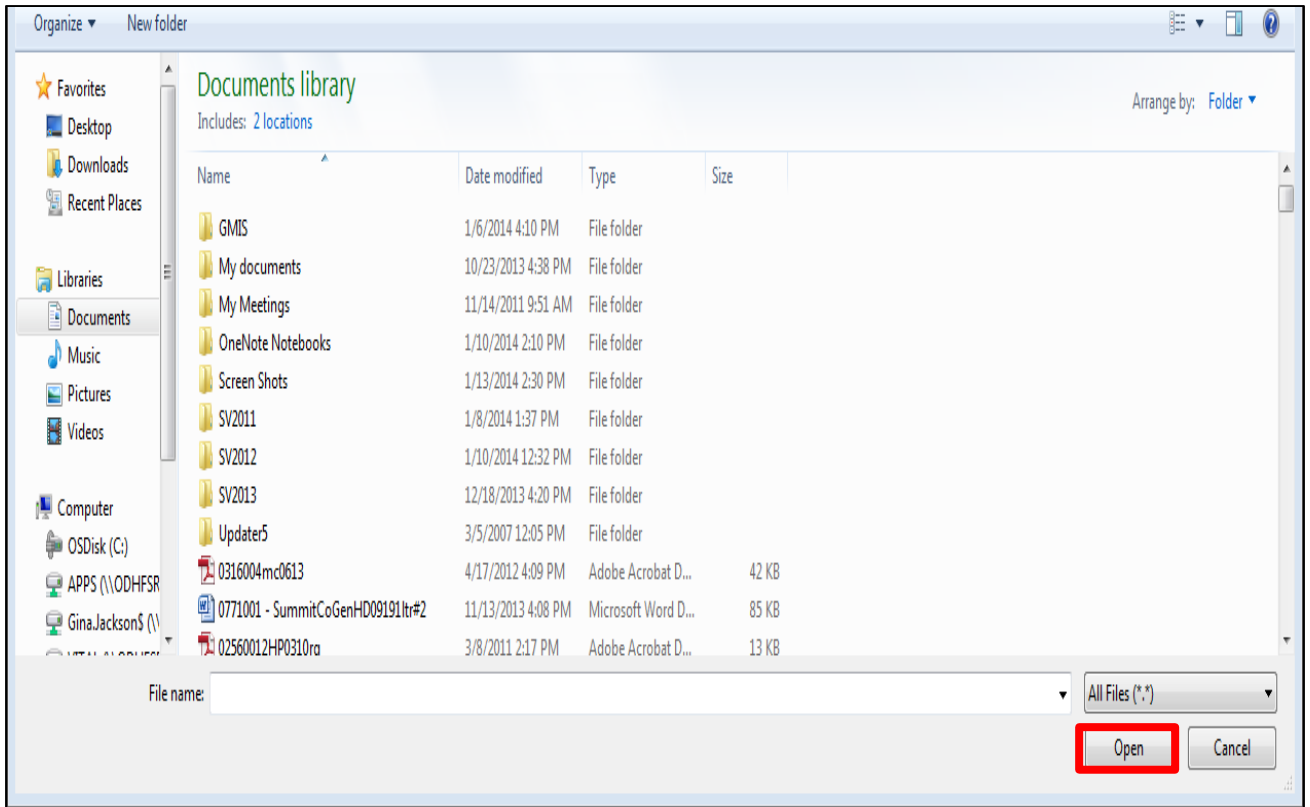 Organize New folder
Favorites
Desktop
Downloads
Recent Places
Libraries
Documents
Music
Pictures
Videos
Computer
OSDisk (C:)
APPS (\\ODHFSR
Gina.Jackson$ (\\
Documents library
Includes: 2 locations
Arrange by: Folder
Name Date modified Type Size
GMIS 1/6/2014 4:10 PM File folder
My documents 10/23/2013 4:38 PM File folder
My Meetings 11/14/2011 9:51 AM File folder
OneNote Notebooks 1/10/2014 2:10 PM File folder
Screen Shots 1/13/2014 2:30 PM File folder
SV2011 1/8/2014 1:37 PM File folder
SV2012 1/10/2014 12:32 PM File folder
SV2013 12/18/2013 4:20 PM File folder
Updater5 3/5/2007 12:05 PM File folder
0316004mc0613 4/17/2012 4:09 PM Adobe Acrobat D... 42 KB
0771001 - SummitCoGenHD09191ltr#2 11/13/2013 4:08 PM Microsoft Word D... 85 KB
02560012HP0310rg 3/8/2011 2:17 PM Adobe Acrobat D... 13 KB
File name: All Files (*.*)
Open Cancel